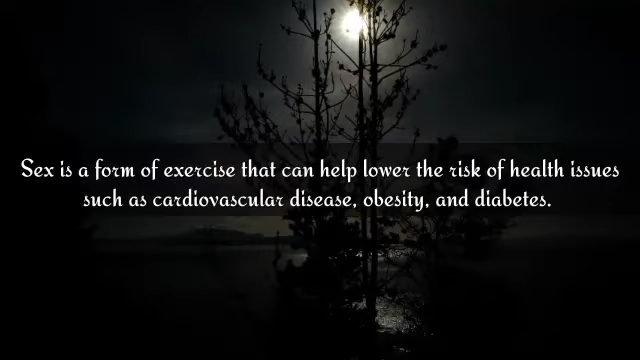 Sex is a form of exercise that can help lower the risk of health issues
such as cardiovascular disease, obesity, and diabetes.